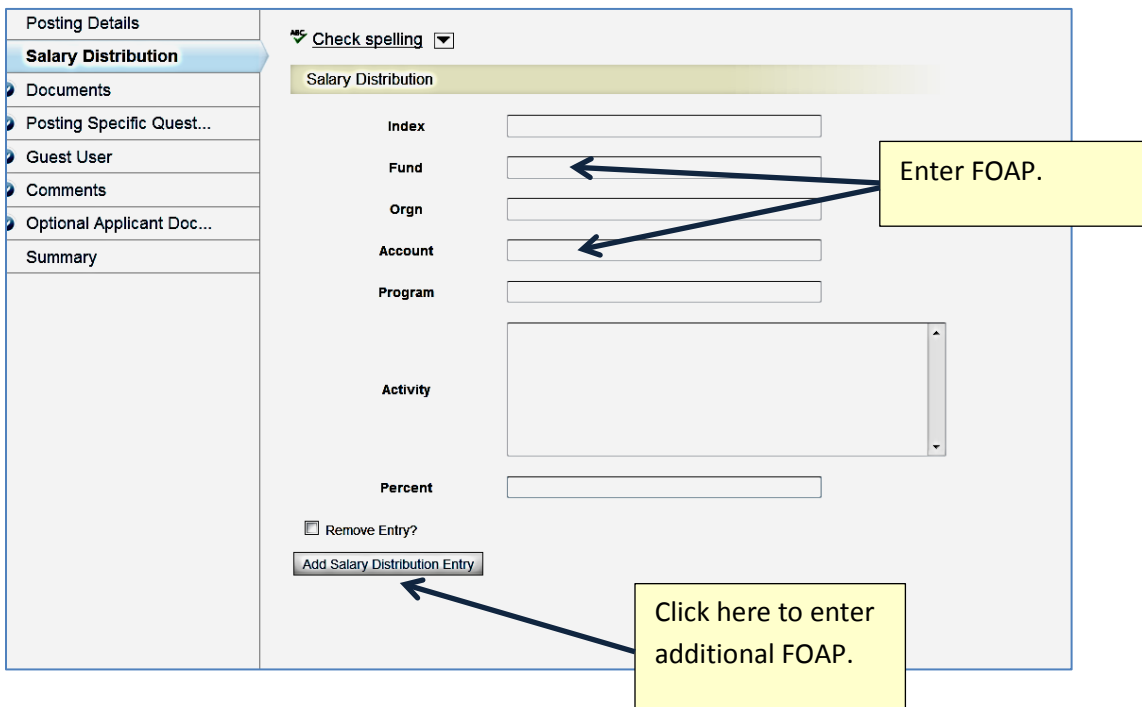 Posting Details
Salary Distribution
Documents
Posting Specific Quest...
Guest User
Comments
Optional Applicant Doc...
Summary
ABC Check spelling
Salary Distribution
Index
Fund
Orgn
Account
Program
Activity
Percent
Remove Entry?
Add Salary Distribution Entry
Enter FOAP.
Click here to enter
additional FOAP.